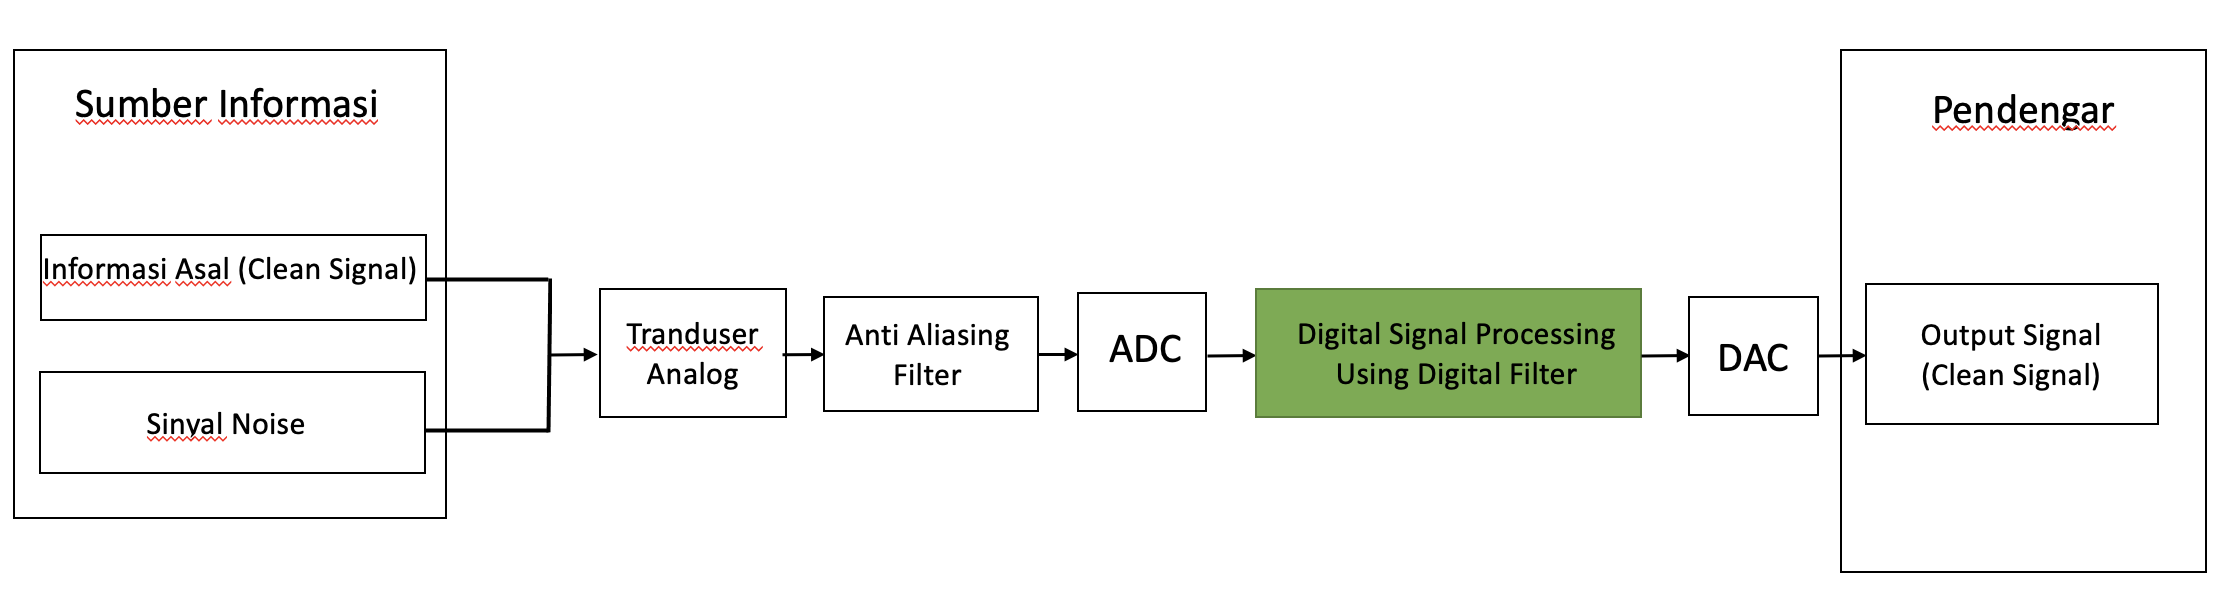 Sumber Informasi
Informasi Asal (Clean Signal)
Sinyal Noise
Tranduser
Analog
Anti Aliasing
Filter
ADC
Digital Signal Processing
Using Digital Filter
DAC
Pendengar
Output Signal
(Clean Signal)